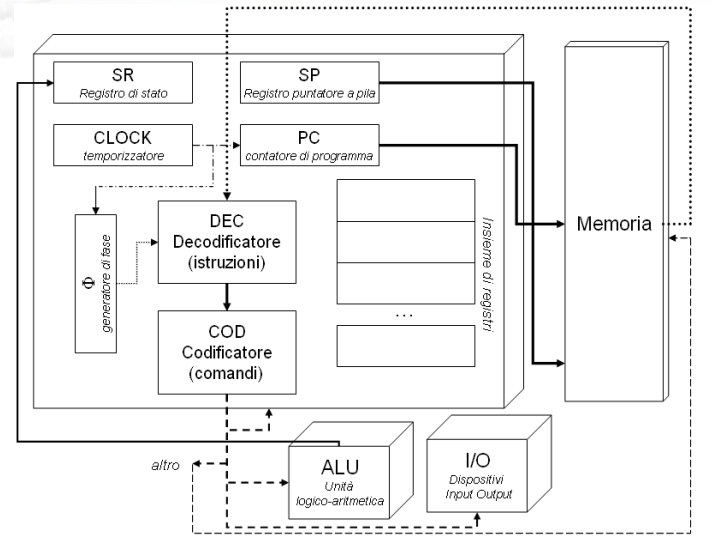 SR
Registro di stato
SP
Registro puntatore a pila
CLOCK
temporizzatore
PC
contatore di programma
Φ
generatore di fase
DEC
Decodificatore
(istruzioni)
Insieme di registri
...
Memoria
COD
Codificatore
(comandi)
altro
ALU
Unità
logico-aritmetica
I/O
Dispositivi
Input Output